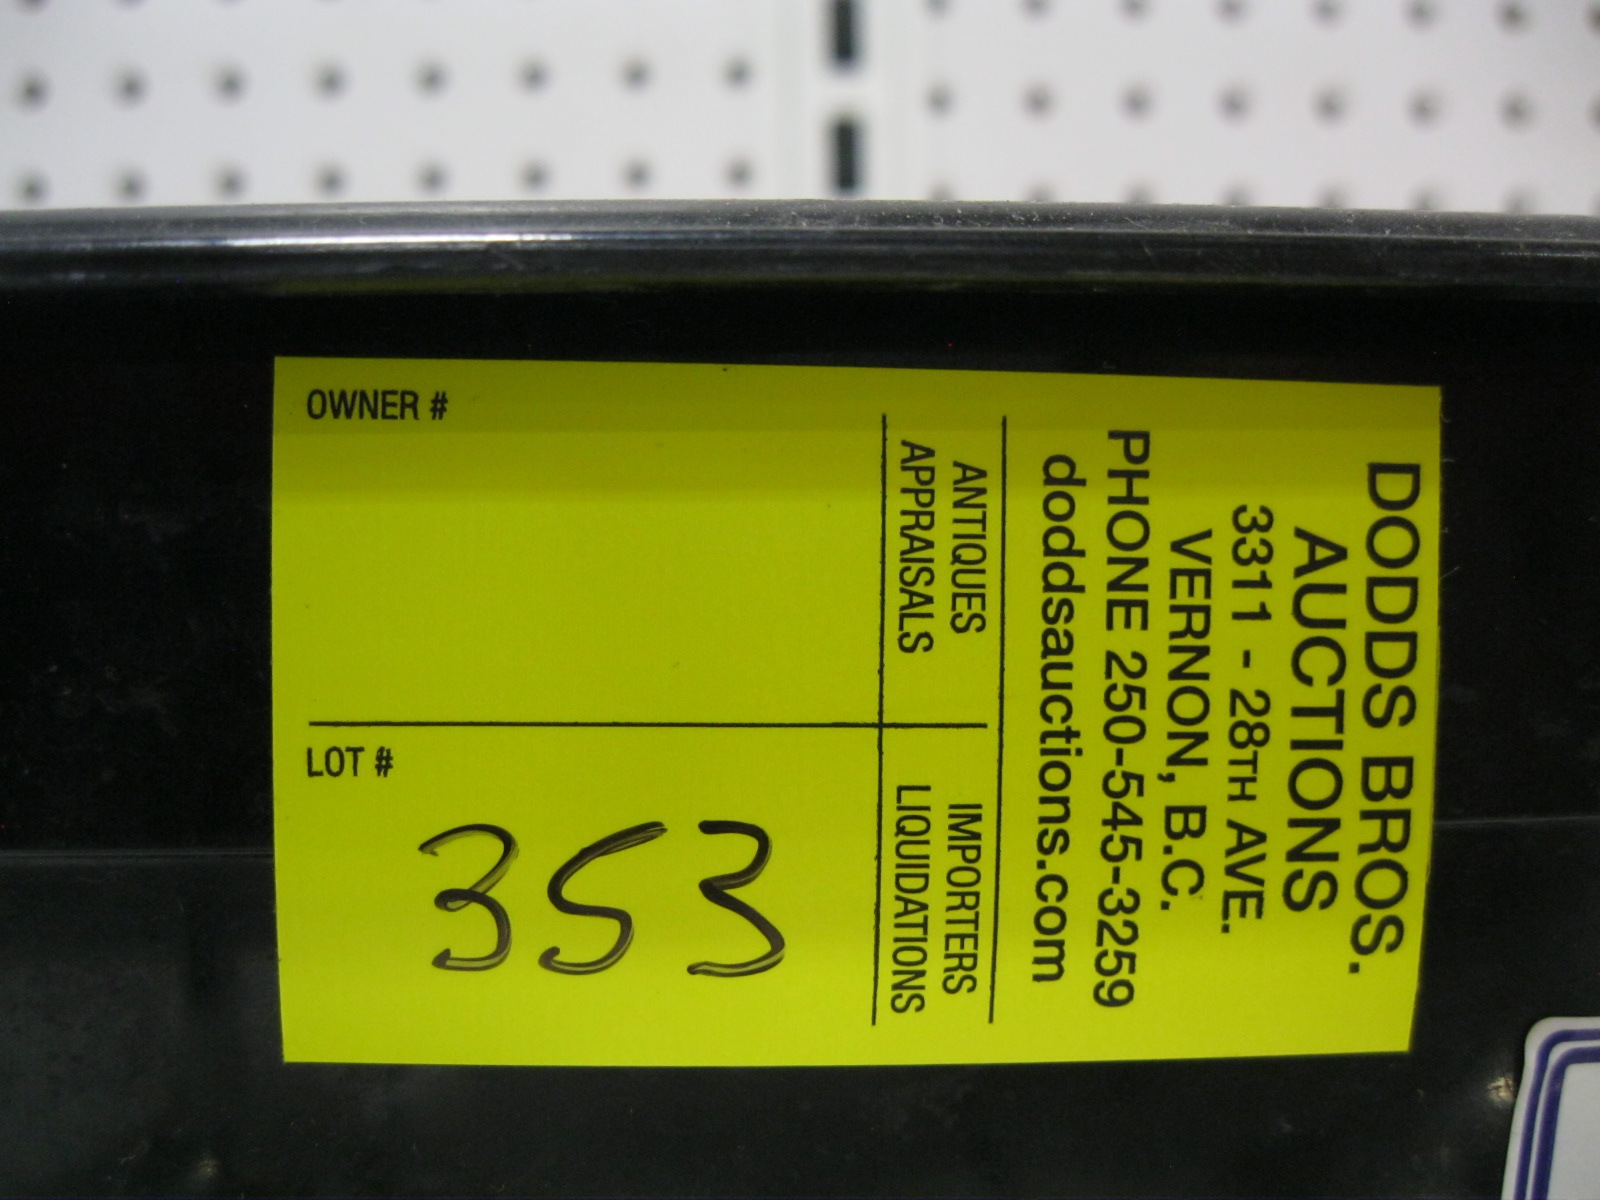 DODDS BROS.
AUCTIONS
3311 - 28TH AVE.
VERNON, B.C.
PHONE 250-545-3259
doddsauctions.com
ANTIQUES
APPRAISALS
IMPORTERS
LIQUIDATIONS
OWNER #
LOT #
353